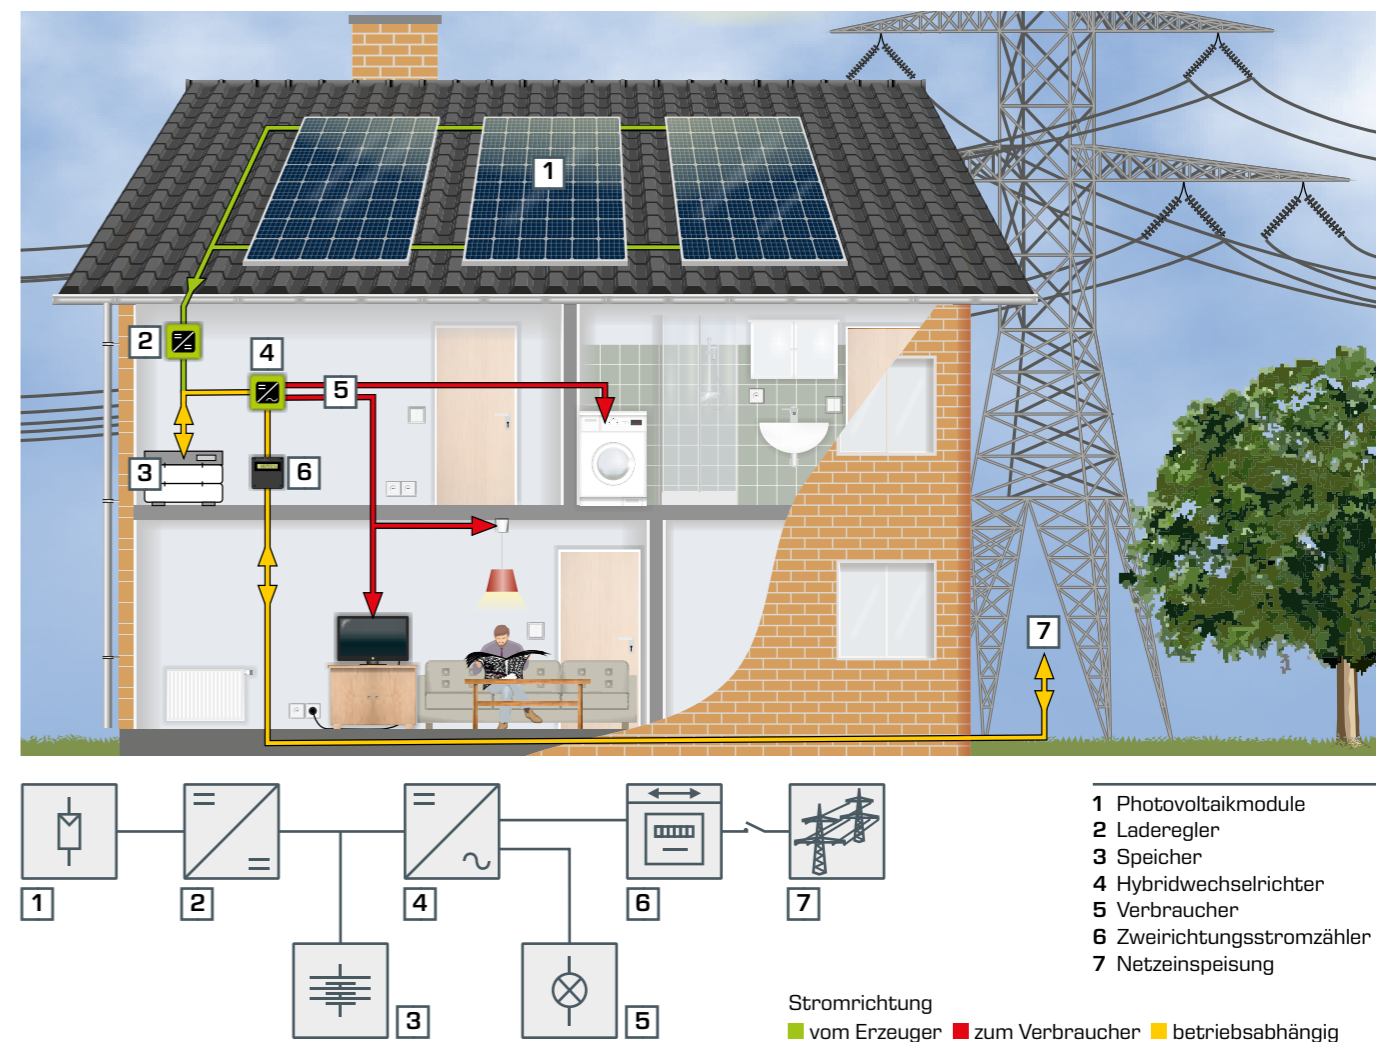 1
2
4
5
3
6
7
1
2
4
6
7
3
5
1 Photovoltaikmodule
2 Laderegler
3 Speicher
4 Hybridwechselrichter
5 Verbraucher
6 Zweirichtungsstromzähler
7 Netzeinspeisung
Stromrichtung
vom Erzeuger zum Verbraucher betriebsabhängig